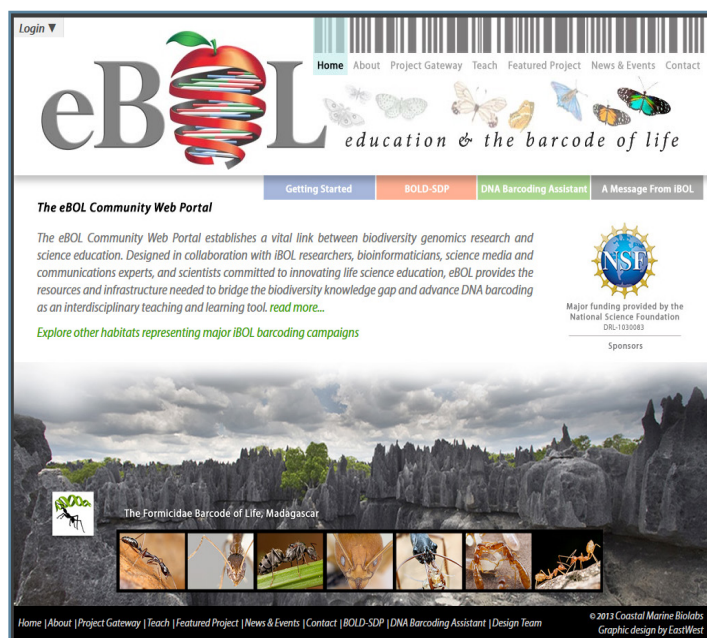 Login ▼
eBOL
Home About Project Gateway Teach Featured Project News & Events Contact
education & the barcode of life
Getting Started BOLD-SDP DNA Barcoding Assistant A Message From iBOL
The eBOL Community Web Portal
The eBOL Community Web Portal establishes a vital link between biodiversity genomics research and
science education. Designed in collaboration with iBOL researchers, bioinformaticians, science media and
communications experts, and scientists committed to innovating life science education, eBOL provides the
resources and infrastructure needed to bridge the biodiversity knowledge gap and advance DNA barcoding
as an interdisciplinary teaching and learning tool. read more...
Explore other habitats representing major iBOL barcoding campaigns
NSF
Major funding provided by the
National Science Foundation
DRL-1030083
Sponsors
The Formicidae Barcode of Life, Madagascar
Home |About |Project Gateway |Teach |Featured Project |News & Events |Contact |BOLD-SDP |DNA Barcoding Assistant |Design Team
© 2013 Coastal Marine Biolabs
Graphic design by EastWest